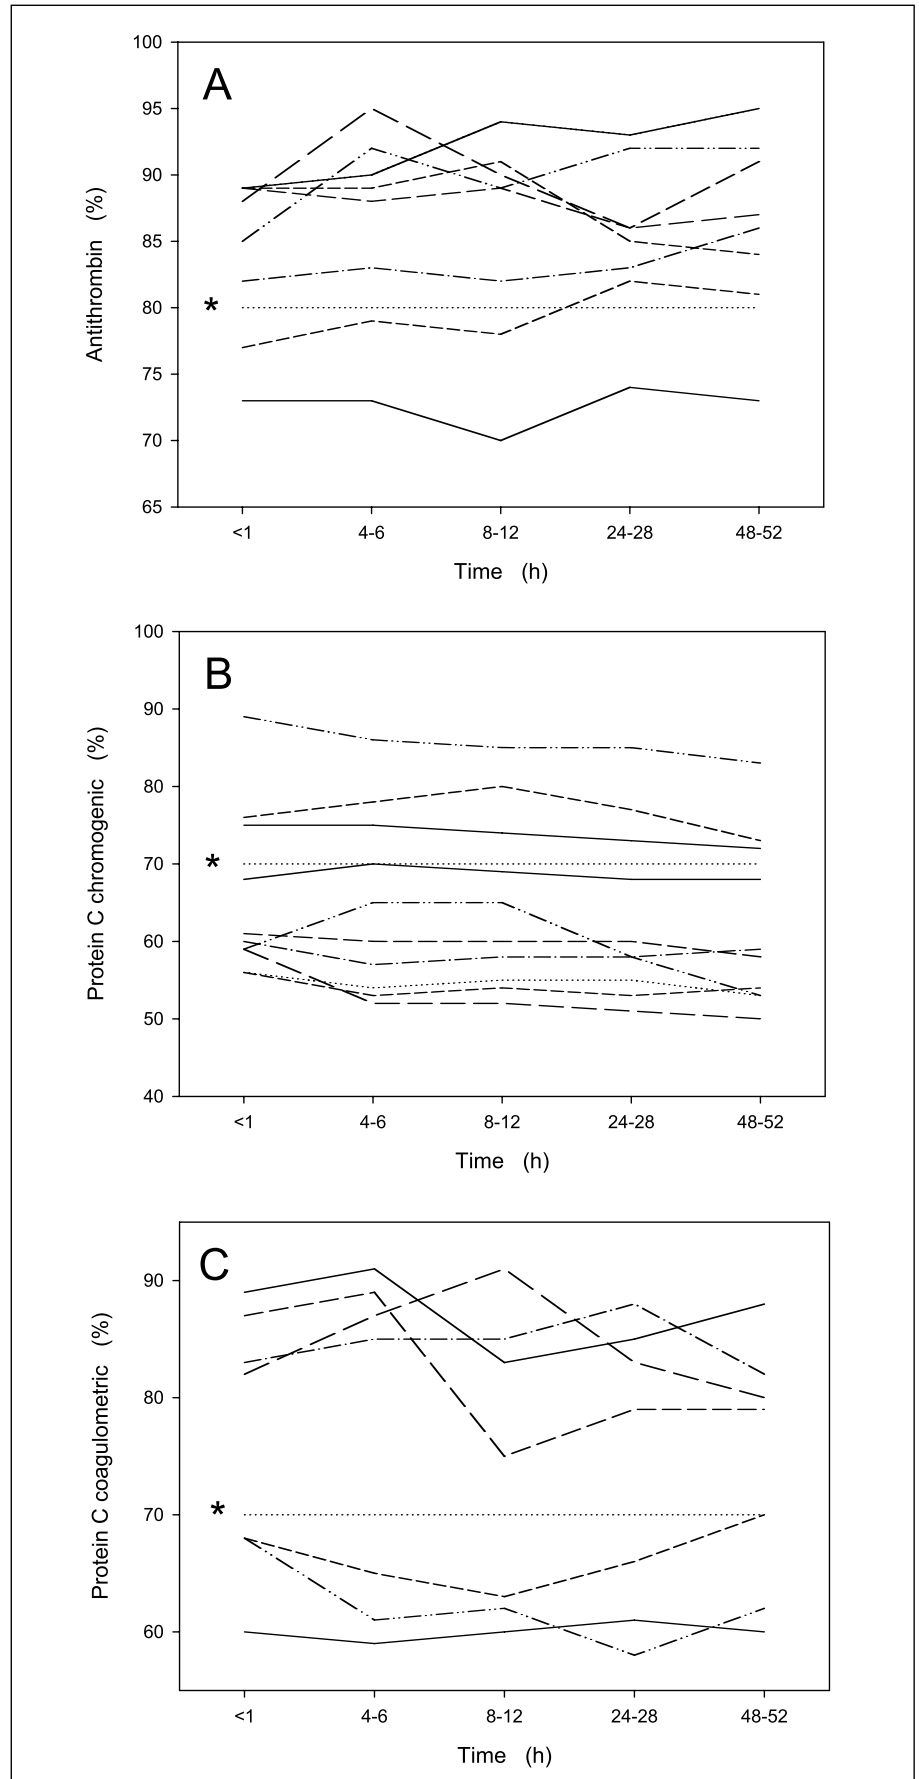 A
Antithrombin (%)
100
95
90
85
80
75
70
65
*
<1 4-6 8-12 24-28 48-52
Time (h)
B
Protein C chromogenic (%)
100
90
80
70
60
50
40
*
<1 4-6 8-12 24-28 48-52
Time (h)
C
Protein C coagulometric (%)
90
80
70
60
*
<1 4-6 8-12 24-28 48-52
Time (h)